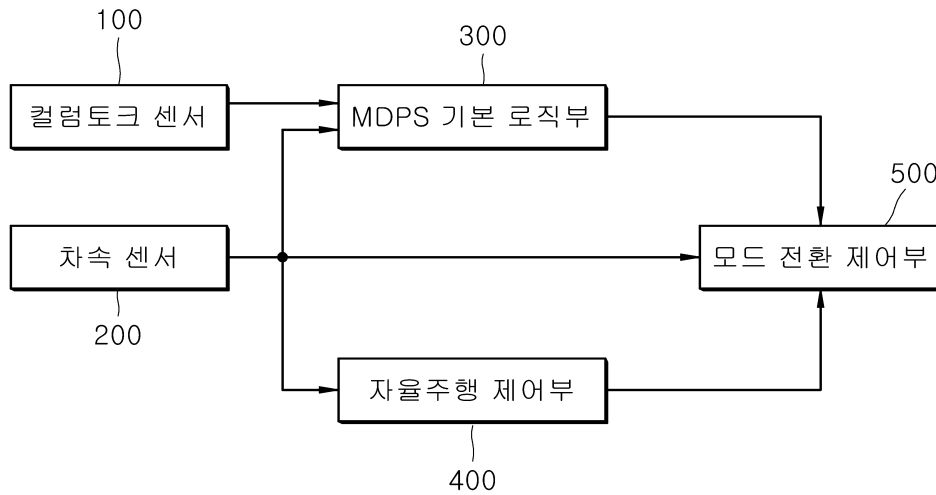 100
300
컬럼토크 센서
MDPS 기본 로직부
500
차속 센서
모드 전환 제어부
200
자율주행 제어부
400